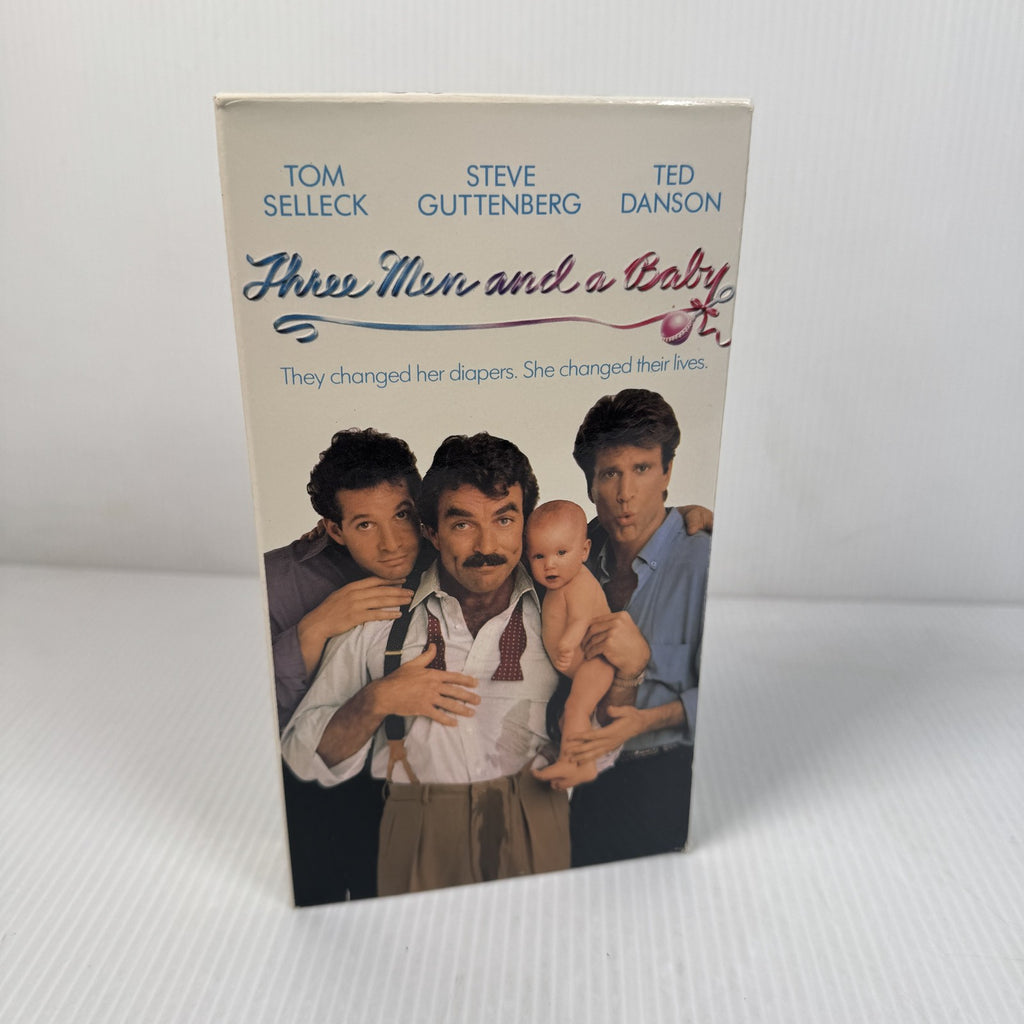 TOM SELLECK
STEVE GUTTENBERG
TED DANSON
Three Men and a Baby
They changed her diapers. She changed their lives.